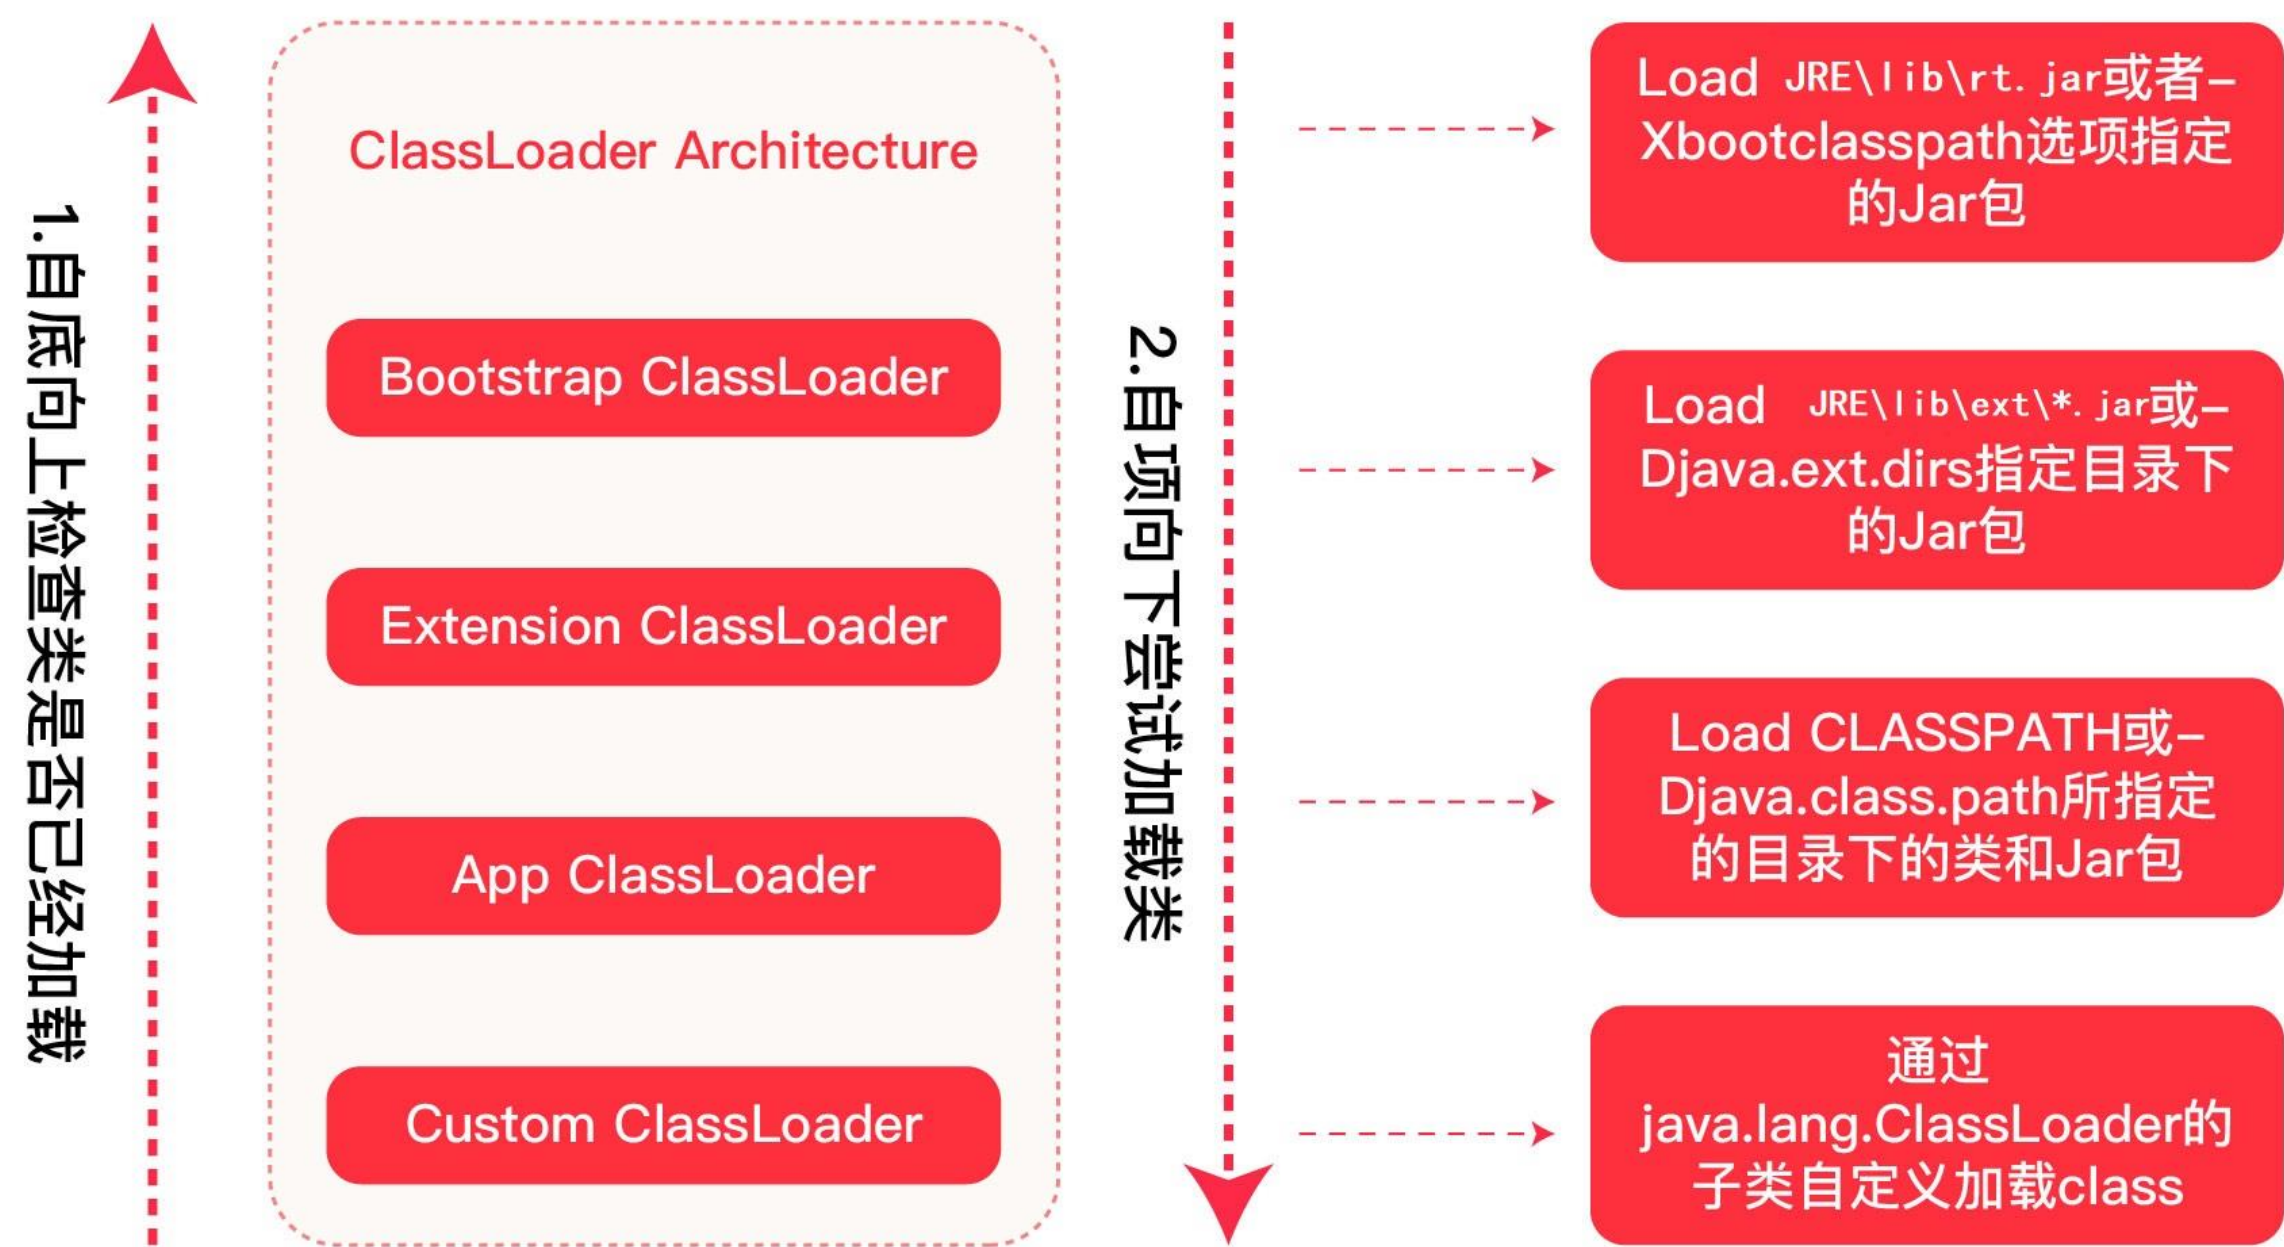 1.自底向上检查类是否已经加载
ClassLoader Architecture
Bootstrap ClassLoader
Extension ClassLoader
App ClassLoader
Custom ClassLoader
2.自项向下尝试加载类
Load JRE\lib\rt.jar或者-
Xbootclasspath选项指定
的Jar包
Load JRE\lib\ext\*.jar或-
Djava.ext.dirs指定目录下
的Jar包
Load CLASSPATH或-
Djava.class.path所指定
的目录下的类和Jar包
通过
java.lang.ClassLoader的
子类自定义加载class